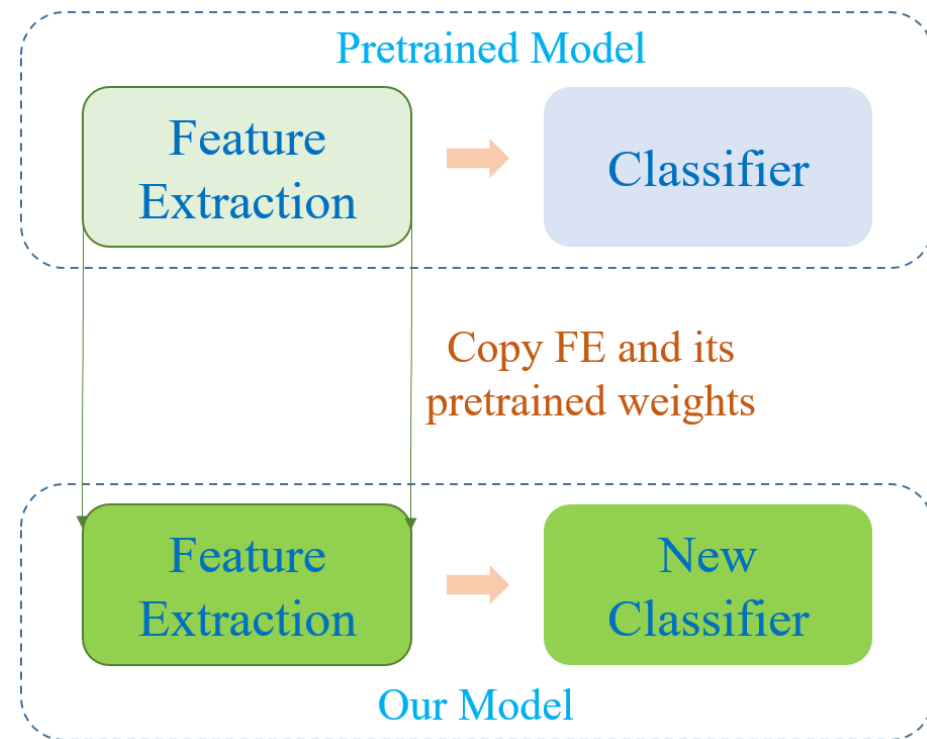 Pretrained Model
Feature
Extraction
Classifier
Copy FE and its
pretrained weights
Feature
Extraction
New
Classifier
Our Model